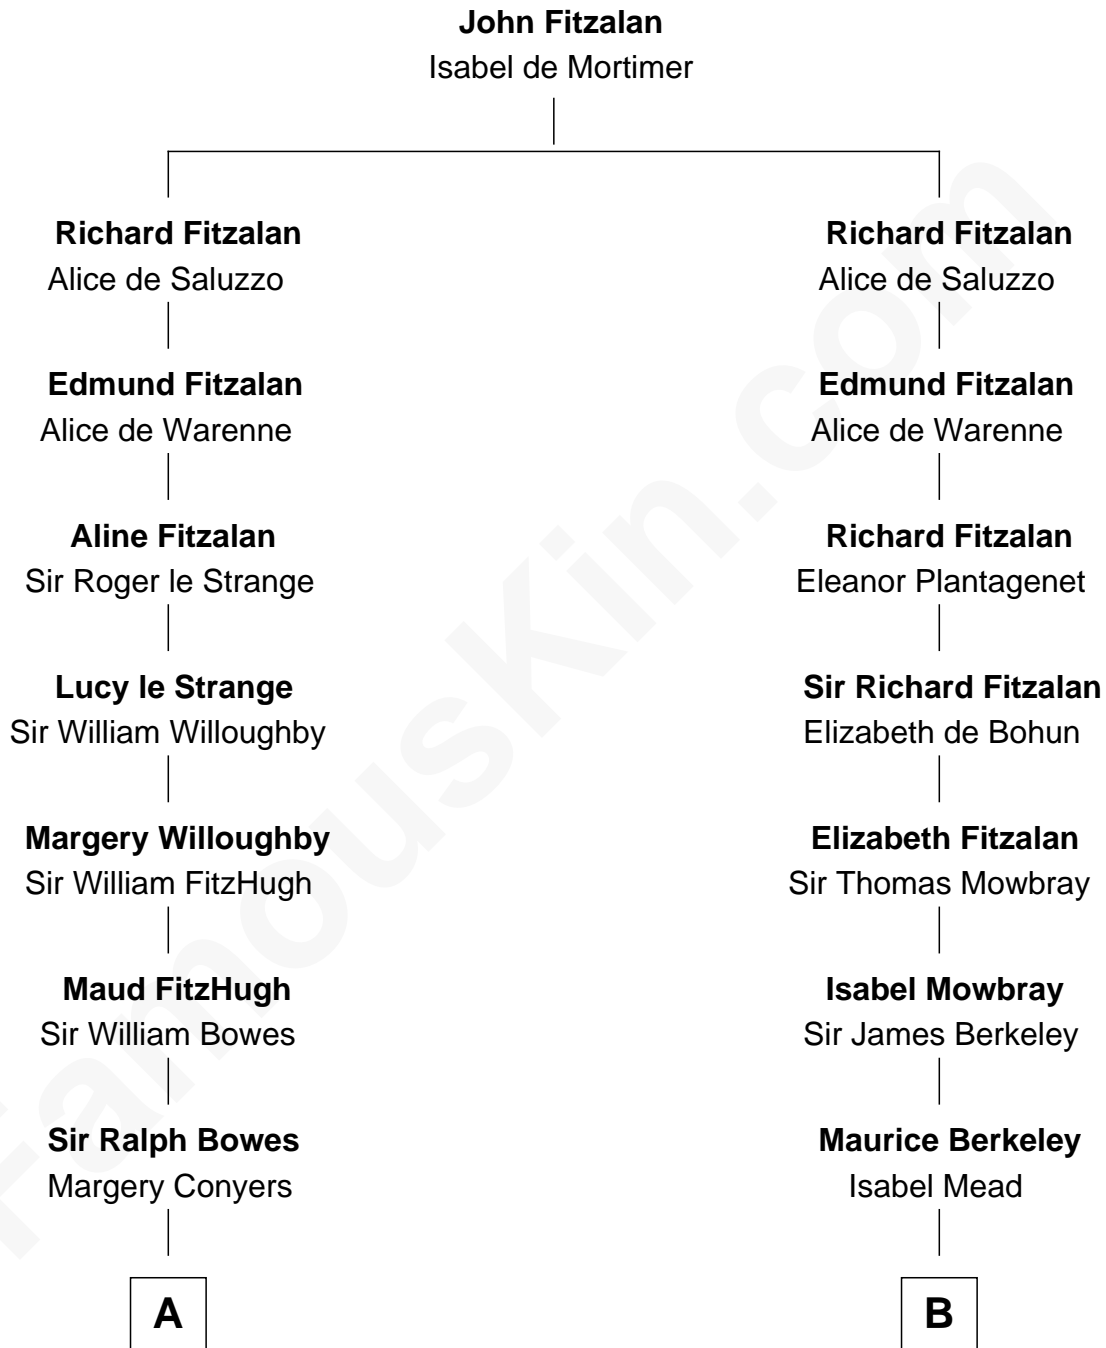 John Fitzalan
Isabel de Mortimer
Richard Fitzalan
Alice de Saluzzo
Edmund Fitzalan
Alice de Warenne
Aline Fitzalan
Sir Roger le Strange
Lucy le Strange
Sir William Willoughby
Margery Willoughby
Sir William FitzHugh
Maud FitzHugh
Sir William Bowes
Sir Ralph Bowes
Margery Conyers
A
Richard Fitzalan
Alice de Saluzzo
Edmund Fitzalan
Alice de Warenne
Richard Fitzalan
Eleanor Plantagenet
Sir Richard Fitzalan
Elizabeth de Bohun
Elizabeth Fitzalan
Sir Thomas Mowbray
Isabel Mowbray
Sir James Berkeley
Maurice Berkeley
Isabel Mead
B
FamousKin.com